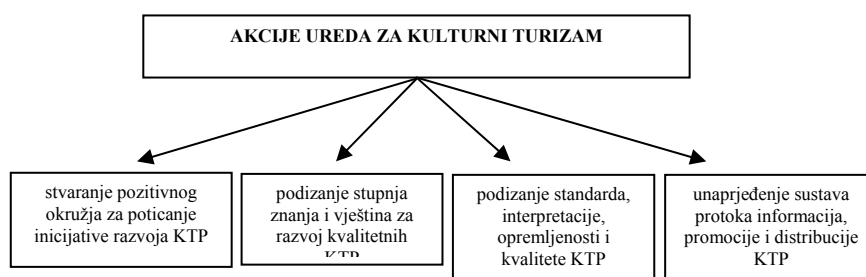 AKCIJE UREDA ZA KULTURNI TURIZAM
stvaranje pozitivnog
okružja za poticanje
inicijative razvoja KTP
podizanje stupnja
znanja i vještina za
razvoj kvalitetnih
KTP
podizanje standarda,
interpretacije,
opremljenosti i
kvalitete KTP
unaprjeđenje sustava
protoka informacija,
promocije i distribucije
KTP